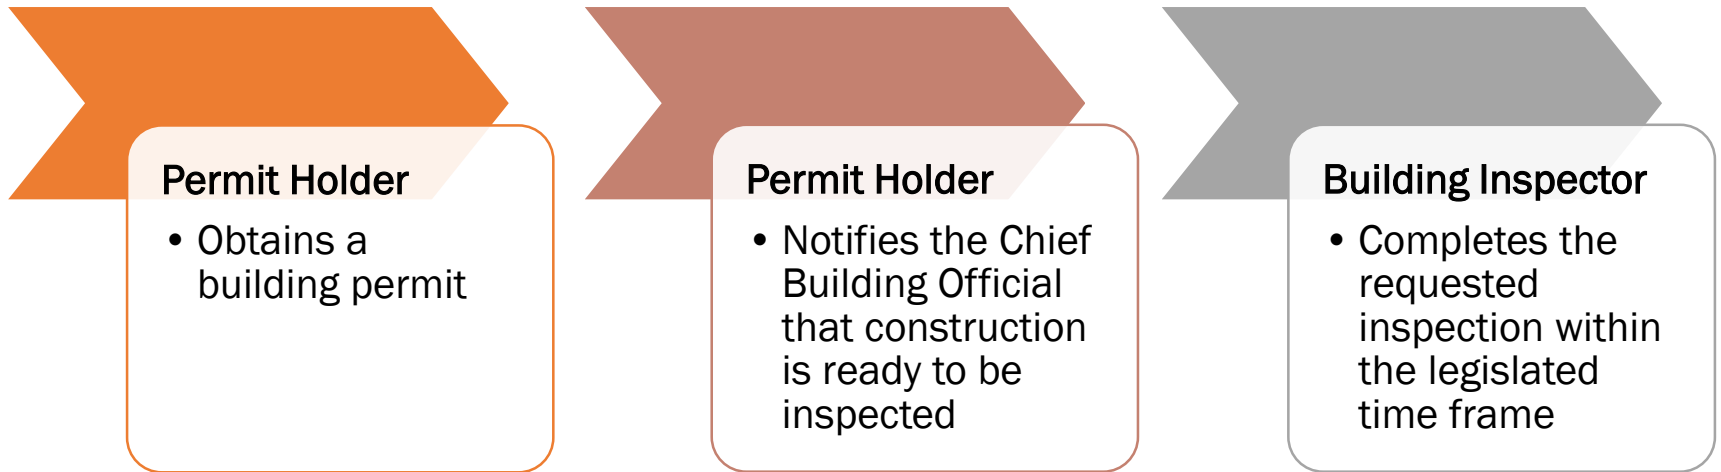 Permit Holder
• Obtains a
building permit
Permit Holder
• Notifies the Chief
Building Official
that construction
is ready to be
inspected
Building Inspector
• Completes the
requested
inspection within
the legislated
time frame